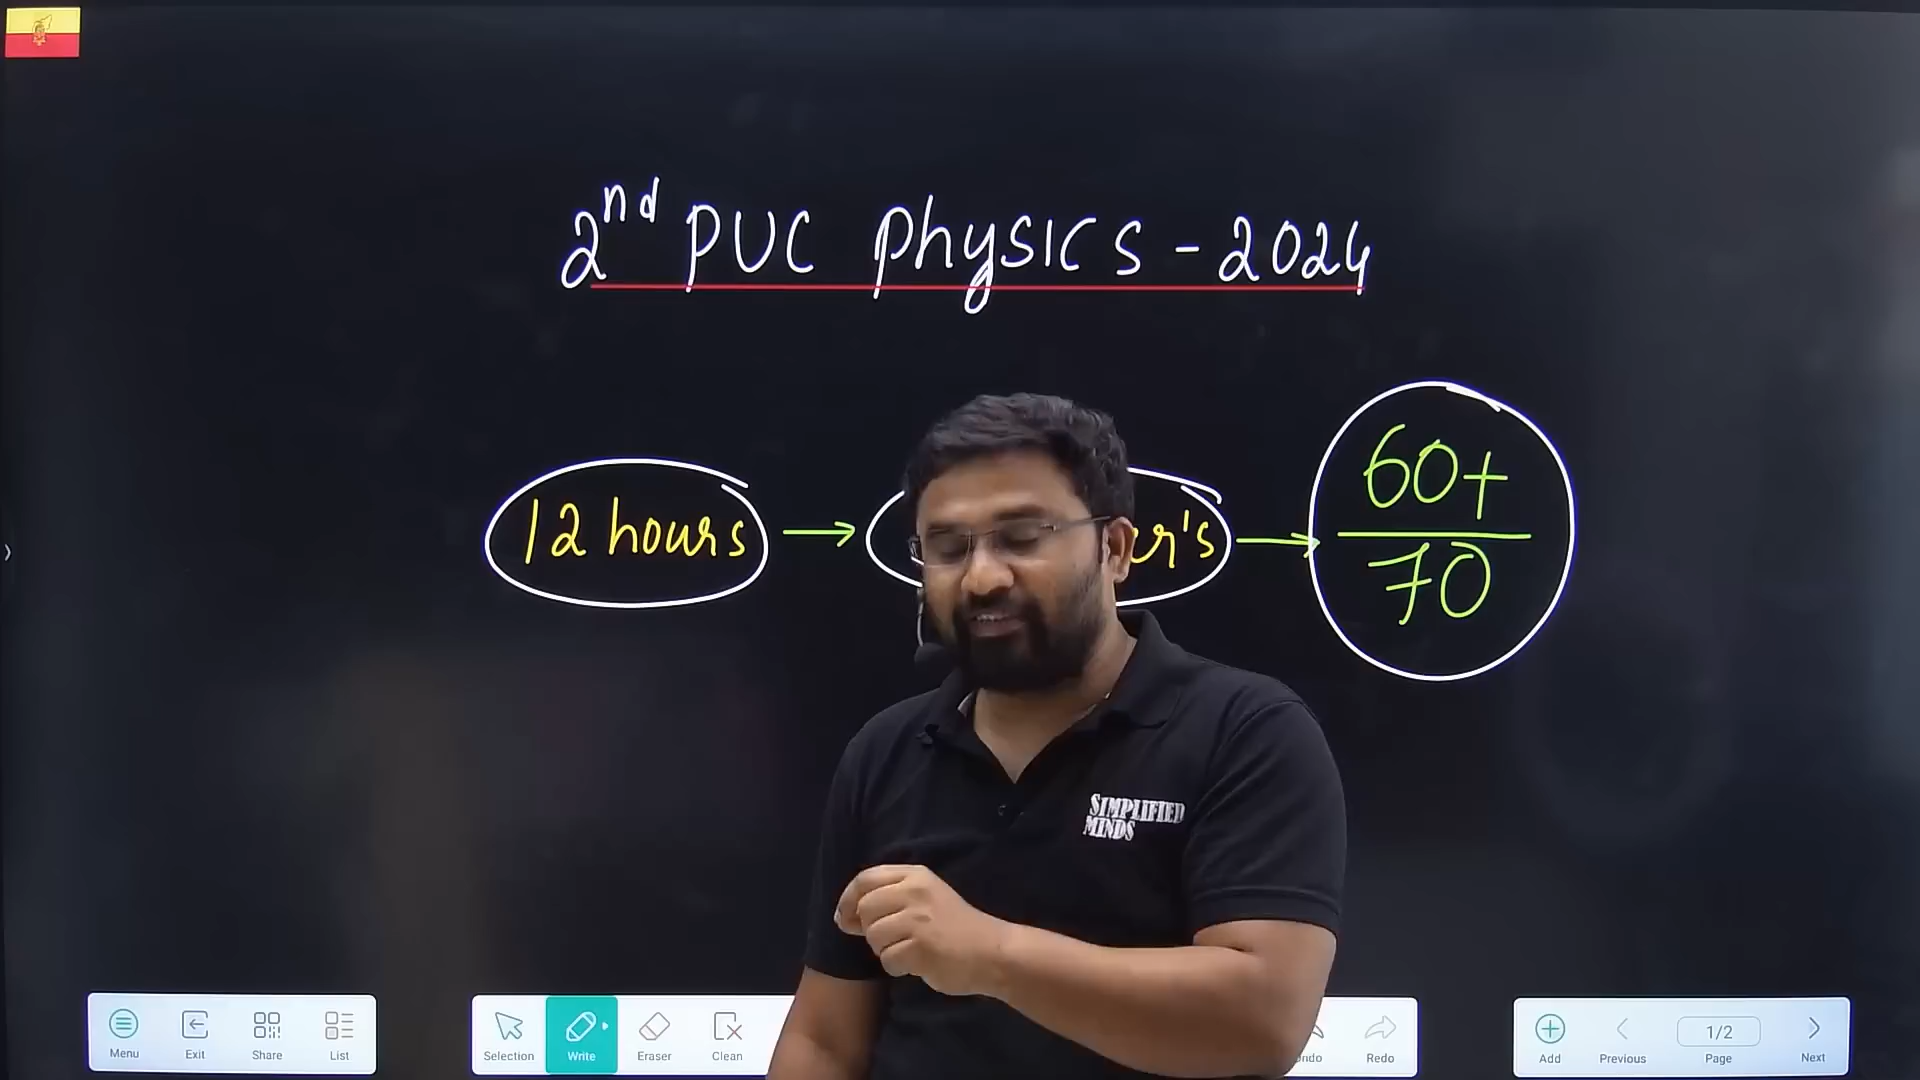 2nd PUC Physics - 2024
12 hours
60+
70
SIMPLIFIED
MINDS
Menu
Exit
Share
List
Selection
Write
Eraser
Clean
Redo
Add
Previous
1/2
Page
Next